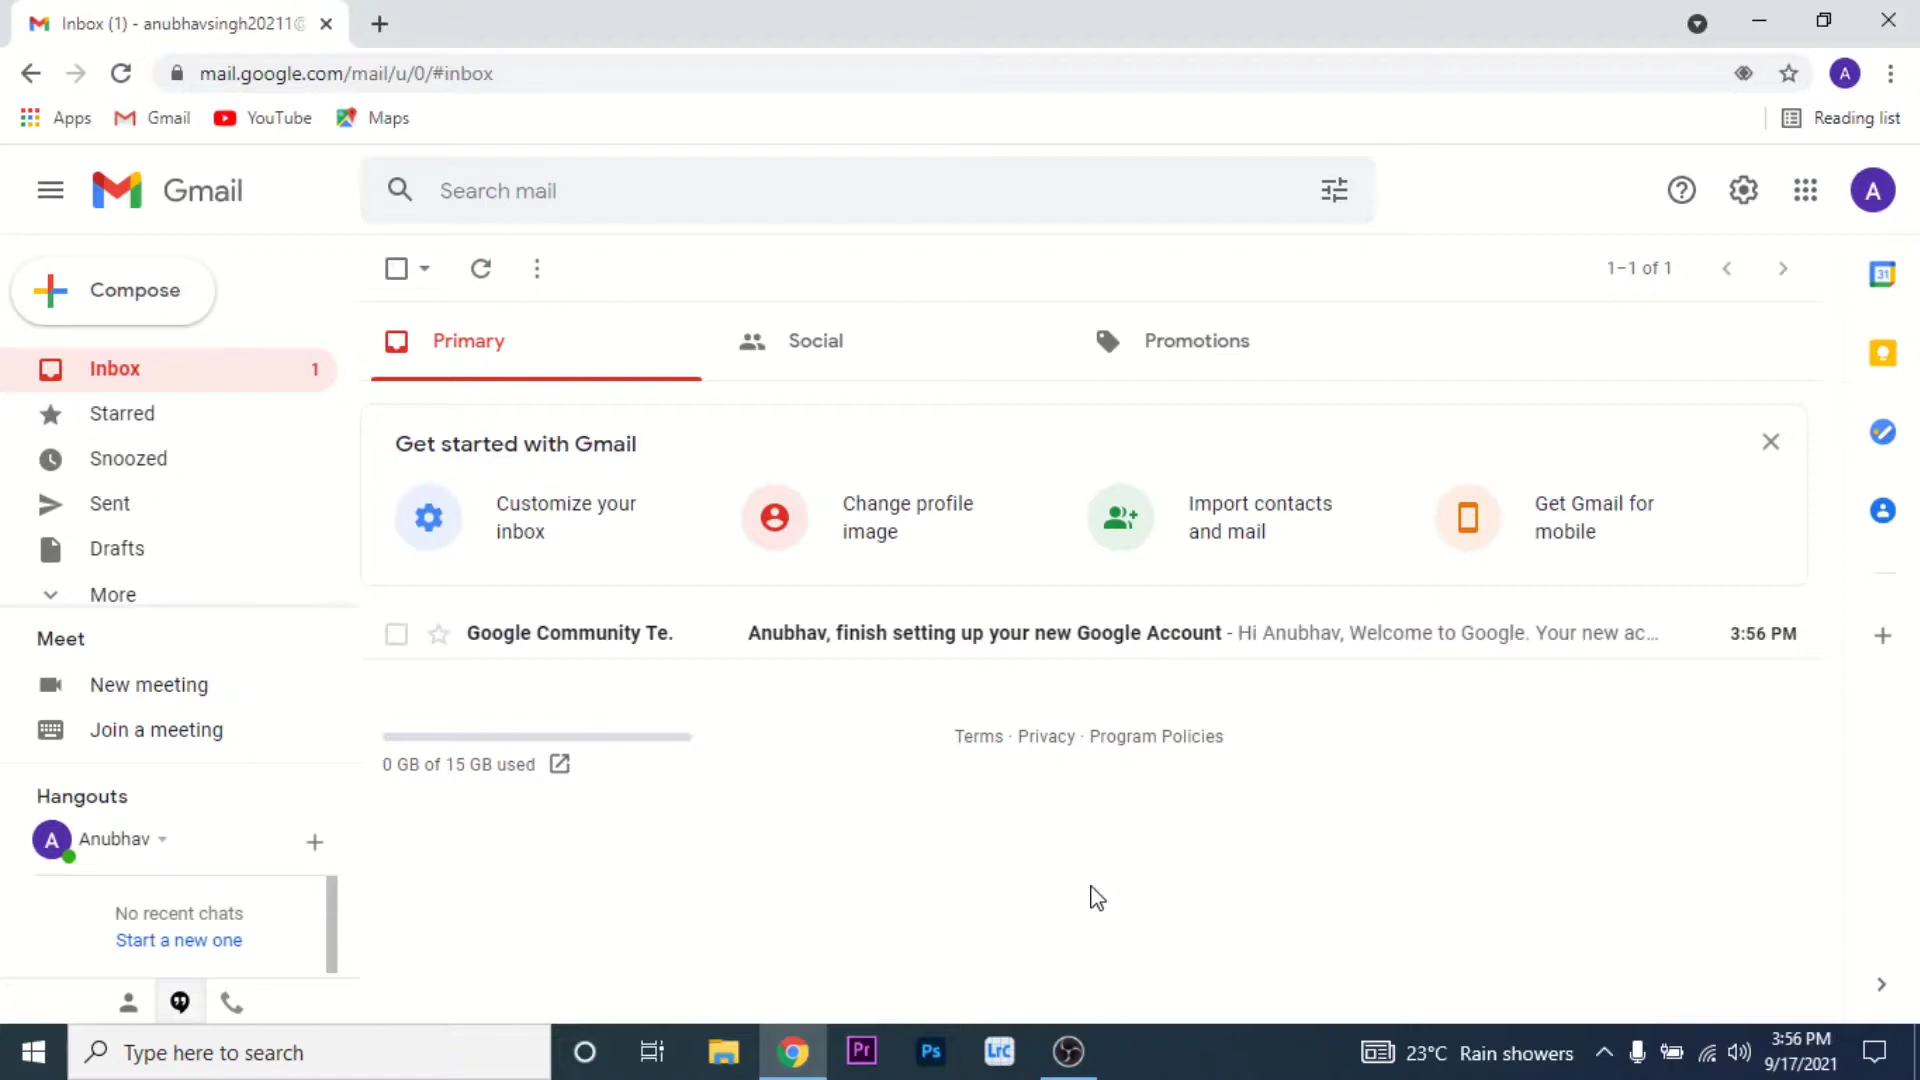 Inbox (1) - anubhavsingh20211@
mail.google.com/mail/u/0/#inbox
A
Apps
Gmail
YouTube
Maps
Reading list
Gmail
Search mail
A
31
Compose
1–1 of 1
Primary
Social
Promotions
Inbox 1
Starred
Snoozed
Sent
Drafts
More
Get started with Gmail
Customize your
inbox
Change profile
image
Import contacts
and mail
Get Gmail for
mobile
Google Community Te. Anubhav, finish setting up your new Google Account - Hi Anubhav, Welcome to Google. Your new ac... 3:56 PM
Meet
New meeting
Join a meeting
0 GB of 15 GB used
Terms · Privacy · Program Policies
Hangouts
A Anubhav
No recent chats
Start a new one
Type here to search
Pr
Ps
LrC
23°C Rain showers
3:56 PM
9/17/2021